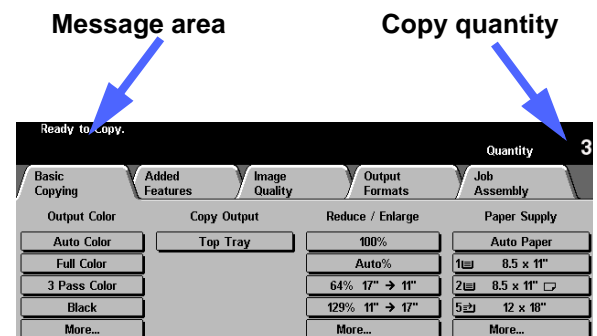 Message area Copy quantity
Ready to Copy.
Quantity 3
Basic Copying
Added Features
Image Quality
Output Formats
Job Assembly
Output Color Copy Output Reduce / Enlarge Paper Supply
Auto Color Top Tray 100% Auto Paper
Full Color Auto% 1 8.5 x 11"
3 Pass Color 64% 17" → 11" 2 8.5 x 11"
Black 129% 11" → 17" 5 12 x 18"
More... More... More...